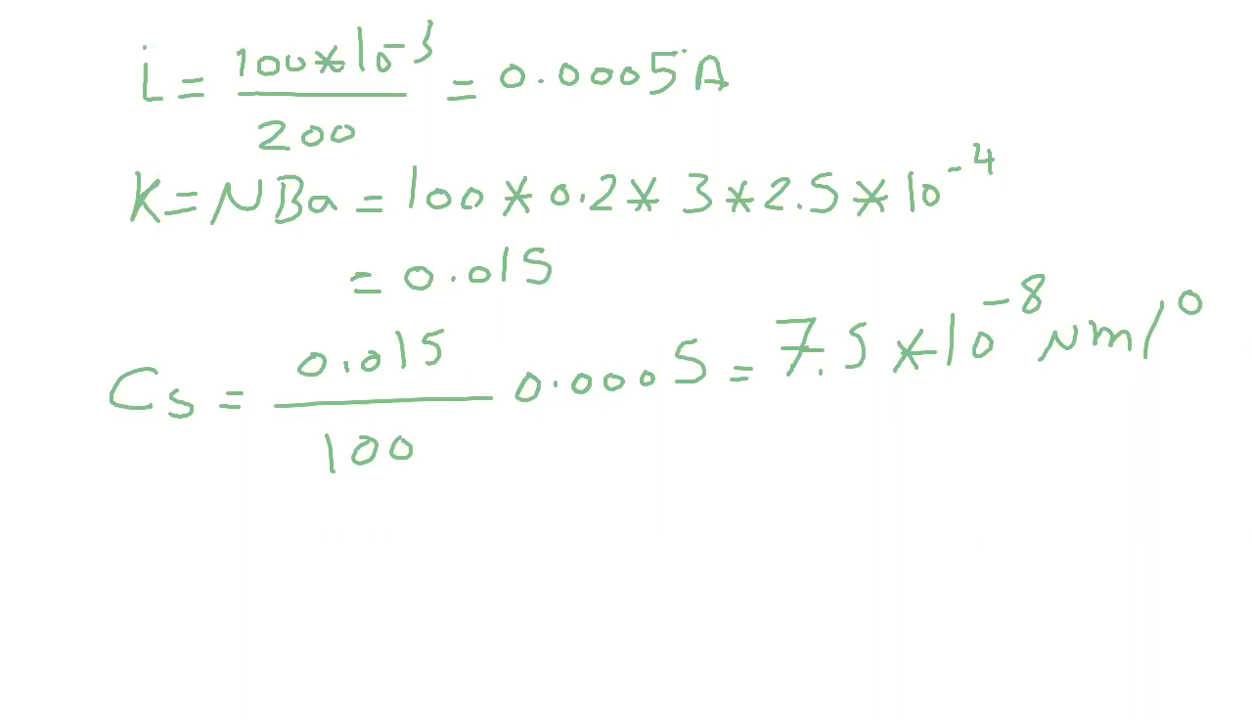 i = 100*10^-3 / 200 = 0.0005 A
K = NBa = 100 * 0.2 * 3 * 2.5 * 10^-4
= 0.015
Cs = 0.015 / 100 0.0005 = 7.5 * 10^-8 Nm/°